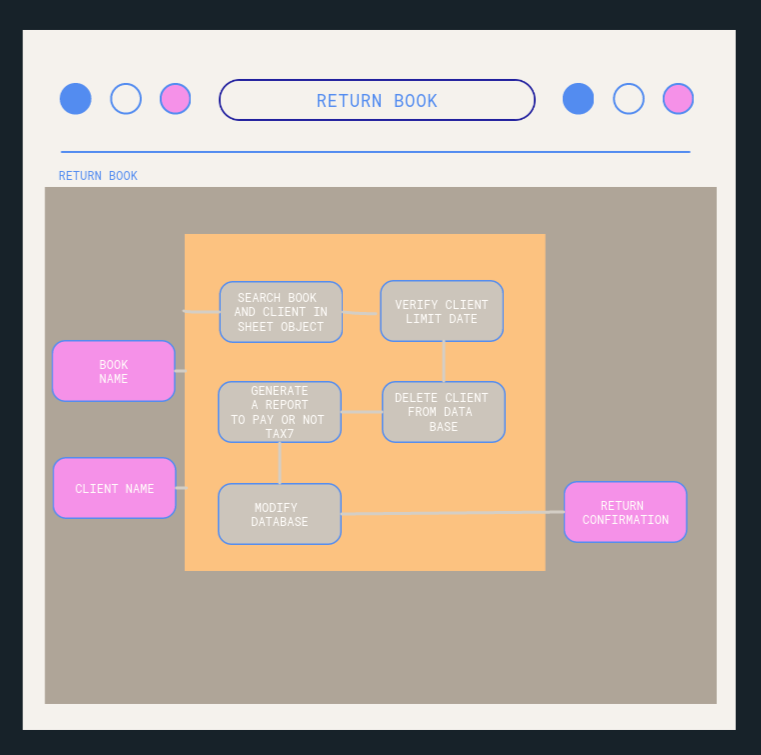 RETURN BOOK
RETURN BOOK
SEARCH BOOK
AND CLIENT IN
SHEET OBJECT
VERIFY CLIENT
LIMIT DATE
BOOK
NAME
GENERATE
A REPORT
TO PAY OR NOT
TAX7
DELETE CLIENT
FROM DATA
BASE
CLIENT NAME
MODIFY
DATABASE
RETURN
CONFIRMATION